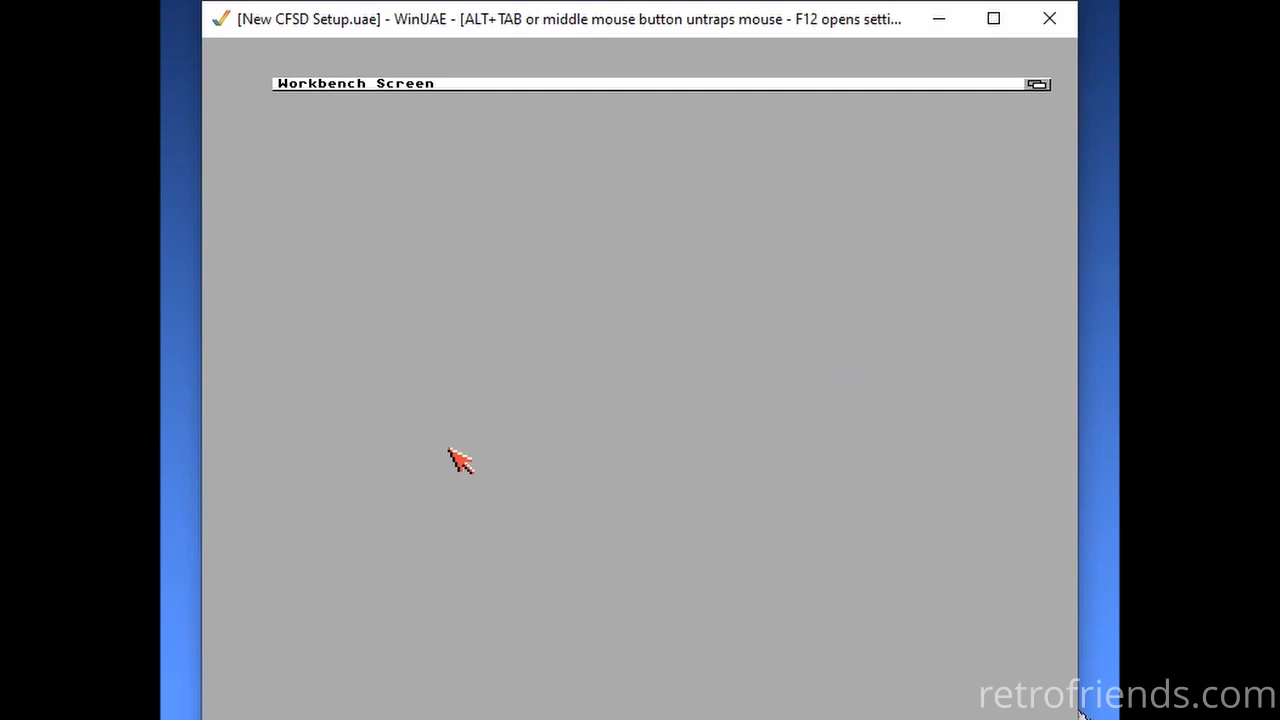 [New CFSD Setup.uae] - WinUAE - [ALT+TAB or middle mouse button untraps mouse - F12 opens setti...
Workbench Screen
retrofriends.com